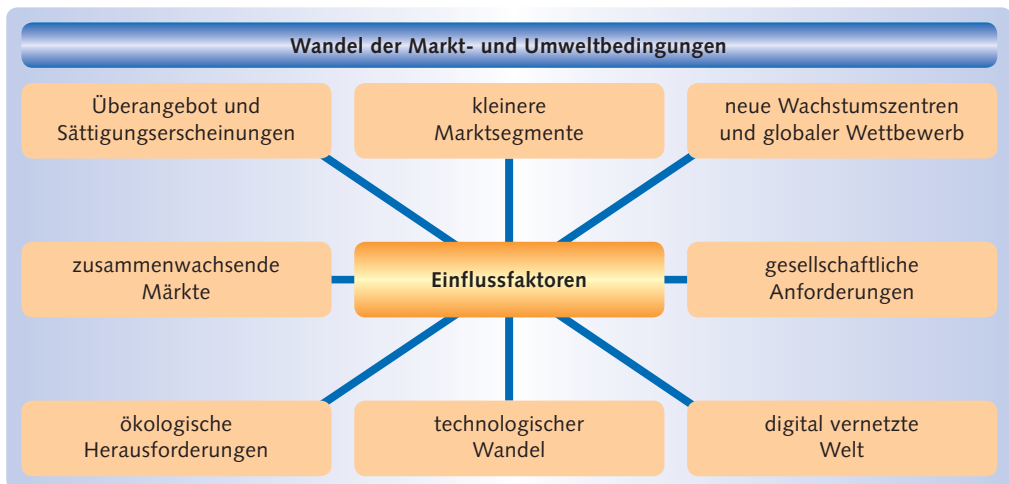 Wandel der Markt- und Umweltbedingungen
Überangebot und
Sättigungserscheinungen
kleinere
Marktsegmente
neue Wachstumszentren
und globaler Wettbewerb
zusammenwachsende
Märkte
Einflussfaktoren
gesellschaftliche
Anforderungen
ökologische
Herausforderungen
technologischer
Wandel
digital vernetzte
Welt